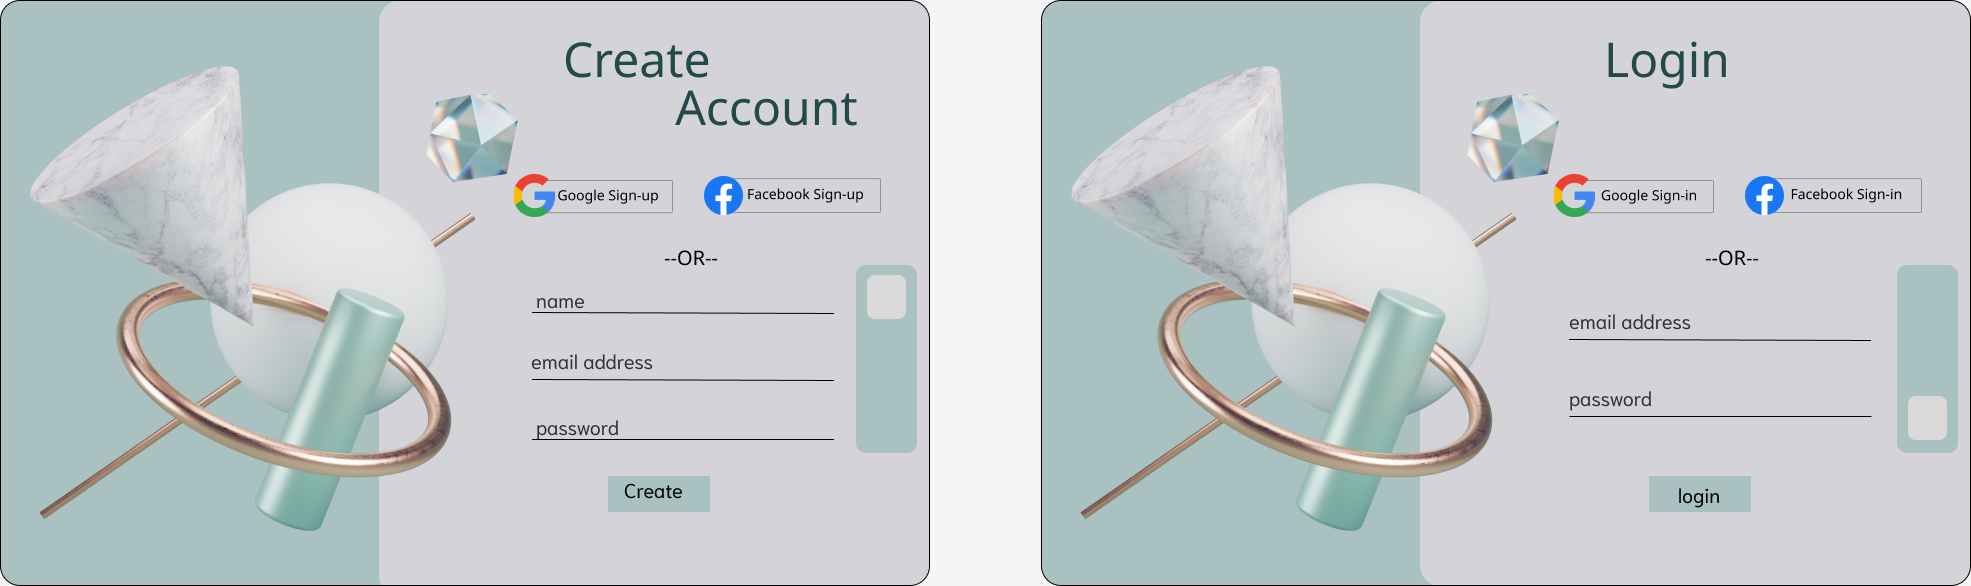 Create
Account
Google Sign-up
Facebook Sign-up
--OR--
name
email address
password
Create
Login
Google Sign-in
Facebook Sign-in
--OR--
email address
password
login